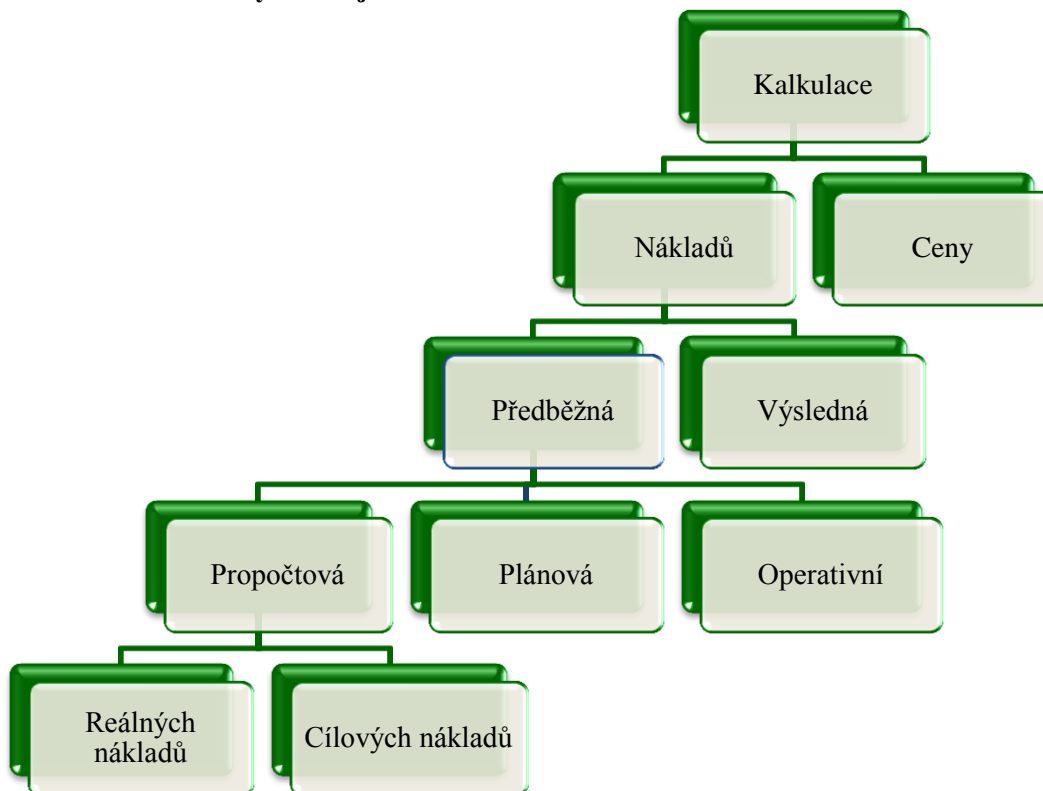 Kalkulace
Nákladů
Ceny
Předběžná
Výsledná
Propočtová
Plánová
Operativní
Reálných
nákladů
Cílových nákladů